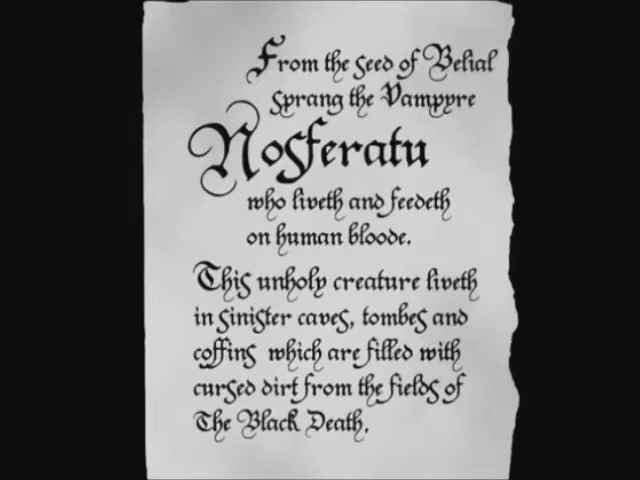 From the seed of Belial
sprang the Vampyre
Nosferatu
who liveth and feedeth
on human bloode.
This unholy creature liveth
in sinister caves, tombes and
coffins which are filled with
cursed dirt from the fields of
The Black Death.